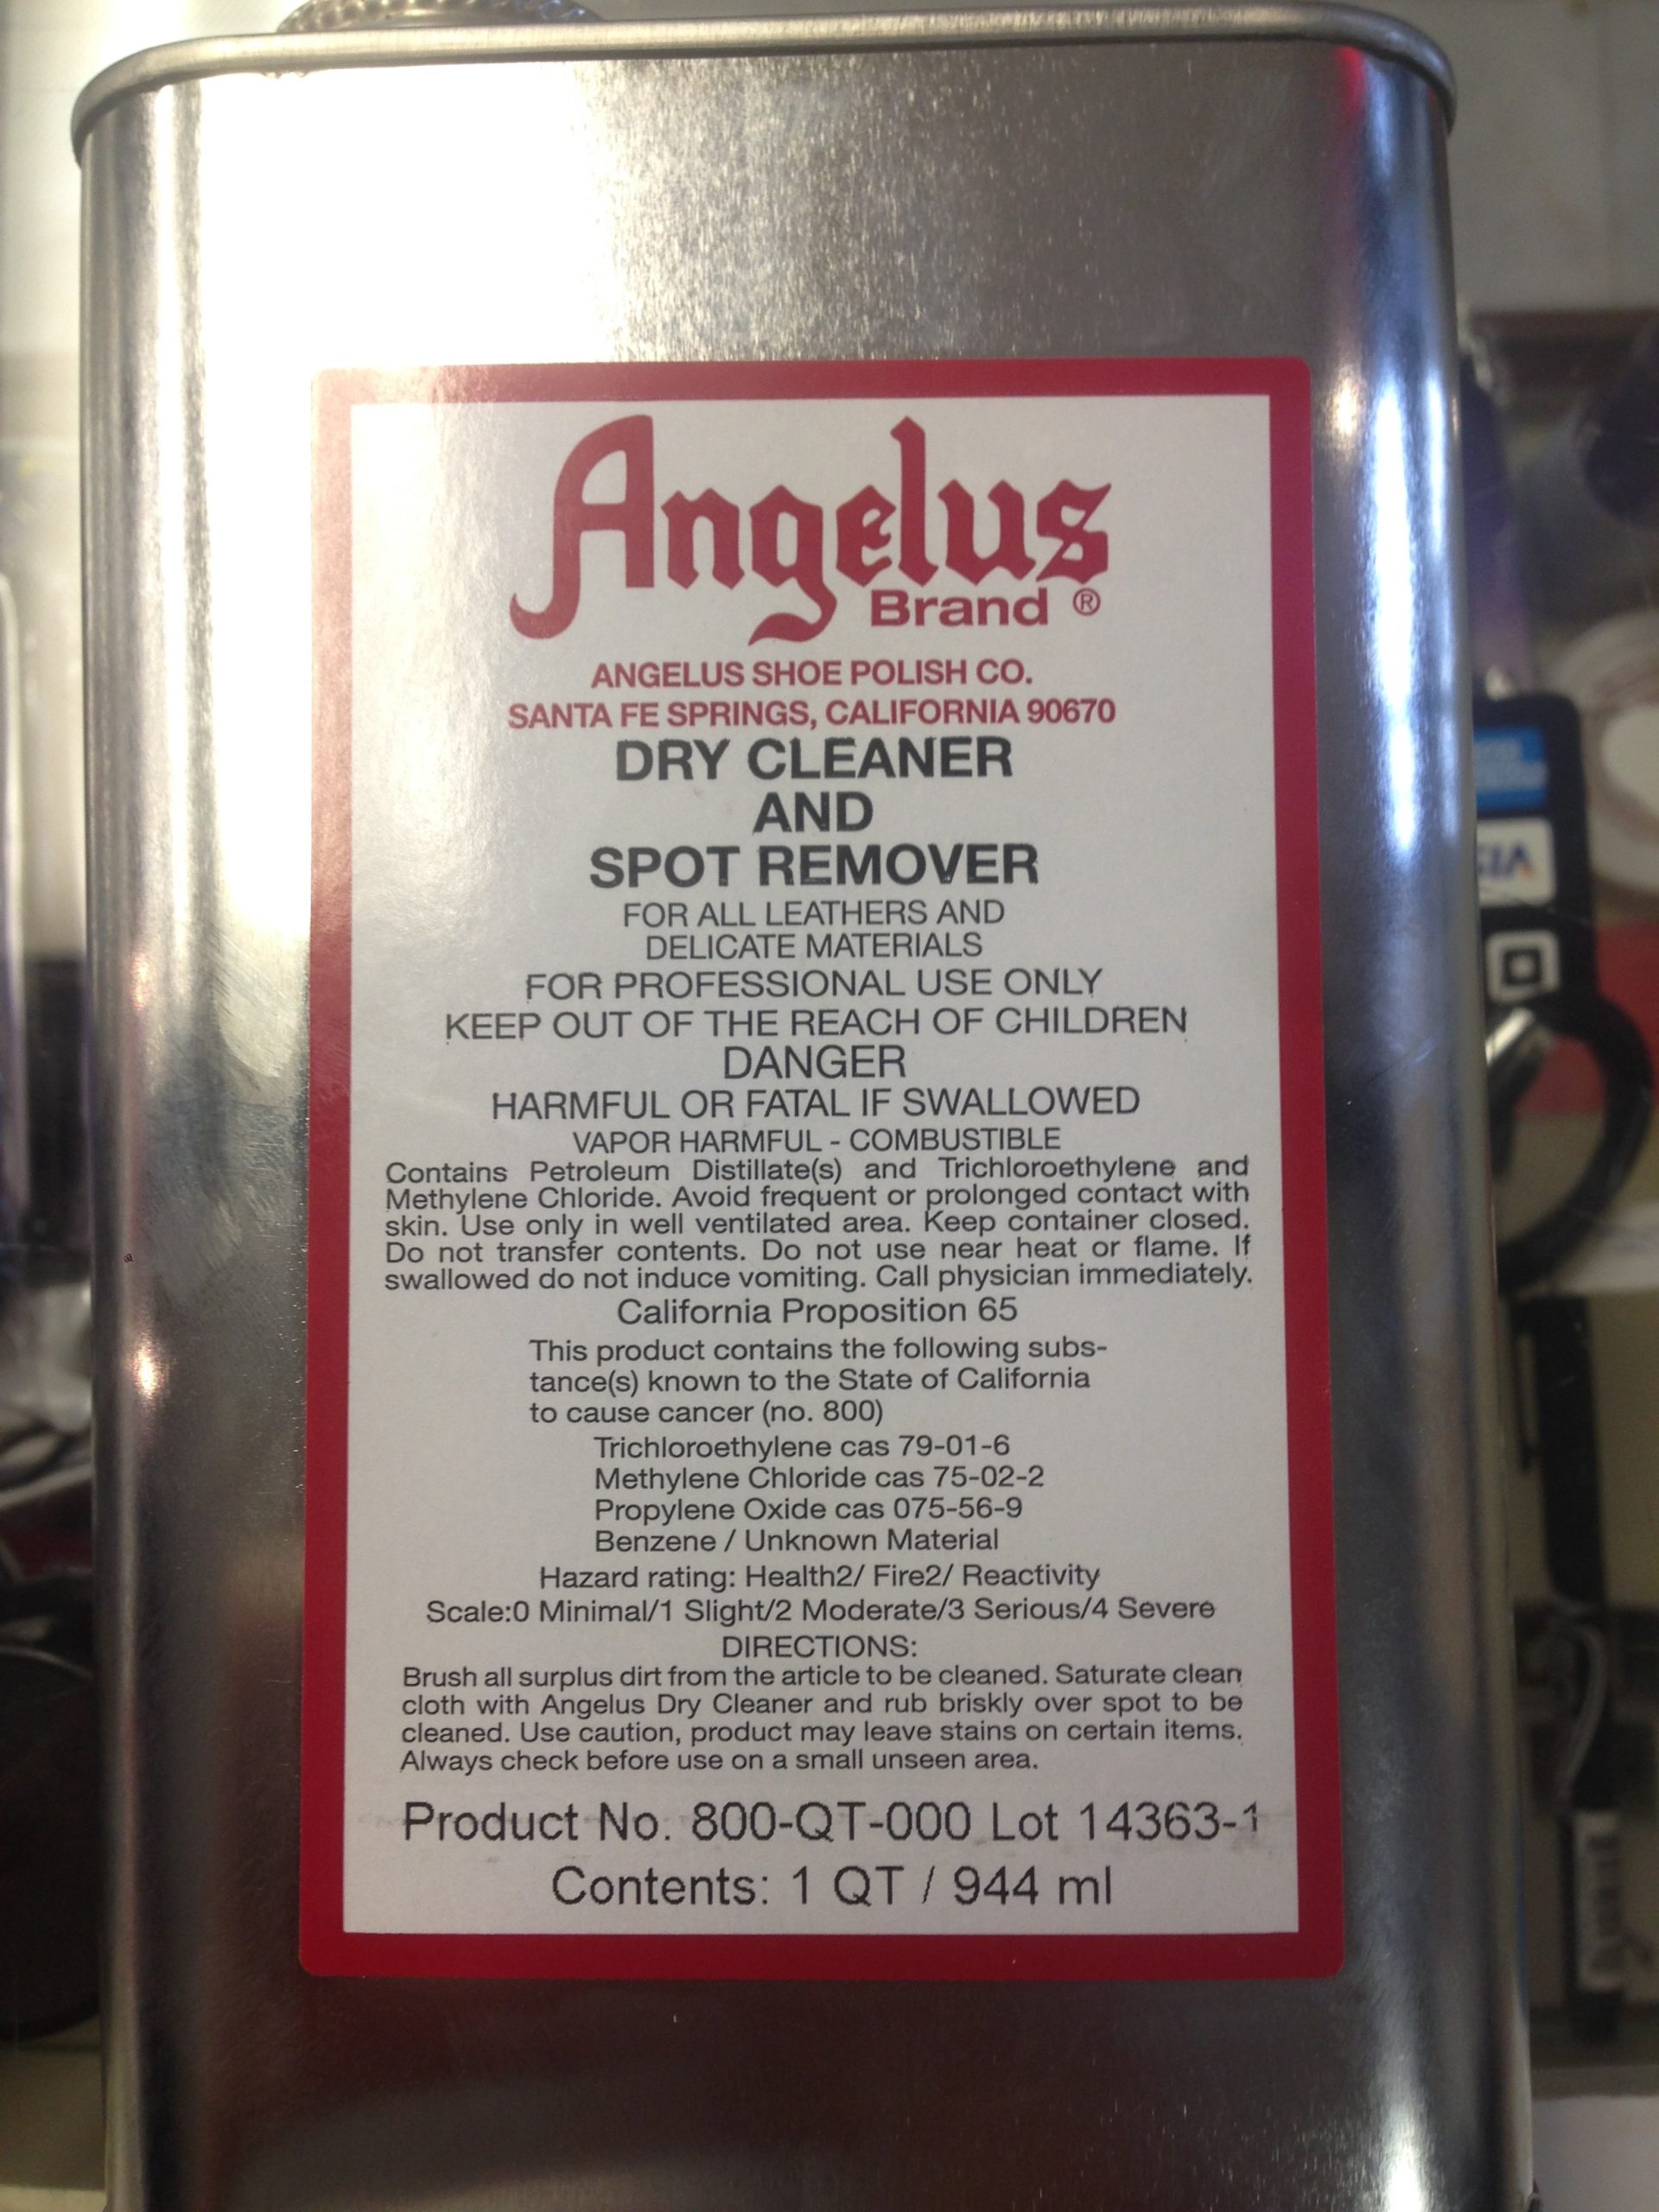 Angelus
Brand ®
ANGELUS SHOE POLISH CO.
SANTA FE SPRINGS, CALIFORNIA 90670
DRY CLEANER
AND
SPOT REMOVER
FOR ALL LEATHERS AND
DELICATE MATERIALS
FOR PROFESSIONAL USE ONLY
KEEP OUT OF THE REACH OF CHILDREN
DANGER
HARMFUL OR FATAL IF SWALLOWED
VAPOR HARMFUL - COMBUSTIBLE
Contains Petroleum Distillate(s) and Trichloroethylene and
Methylene Chloride. Avoid frequent or prolonged contact with
skin. Use only in well ventilated area. Keep container closed.
Do not transfer contents. Do not use near heat or flame. If
swallowed do not induce vomiting. Call physician immediately.
California Proposition 65
This product contains the following subs-
tance(s) known to the State of California
to cause cancer (no. 800)
Trichloroethylene cas 79-01-6
Methylene Chloride cas 75-02-2
Propylene Oxide cas 075-56-9
Benzene / Unknown Material
Hazard rating: Health2/ Fire2/ Reactivity
Scale:0 Minimal/1 Slight/2 Moderate/3 Serious/4 Severe
DIRECTIONS:
Brush all surplus dirt from the article to be cleaned. Saturate clean
cloth with Angelus Dry Cleaner and rub briskly over spot to be
cleaned. Use caution, product may leave stains on certain items.
Always check before use on a small unseen area.
Product No. 800-QT-000 Lot 14363-1
Contents: 1 QT / 944 ml